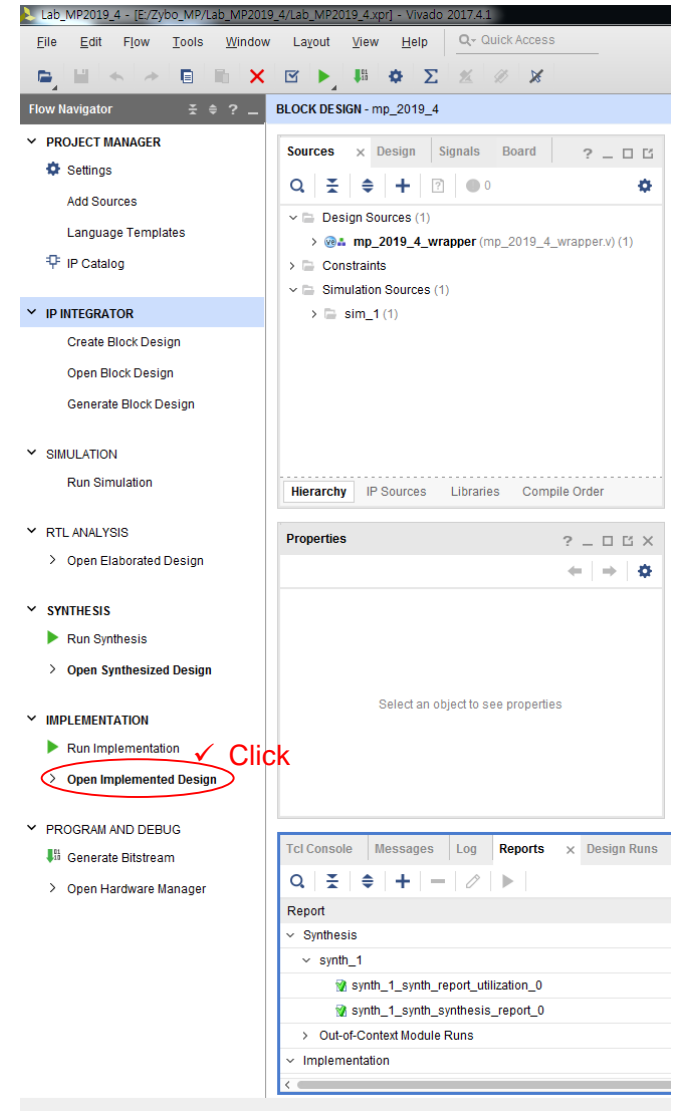 Lab_MP2019_4 - [E:/Zybo_MP/Lab_MP2019_4/Lab_MP2019_4.xpr] - Vivado 2017.4.1
File Edit Flow Tools Window Layout View Help Q- Quick Access
Flow Navigator
PROJECT MANAGER
Settings
Add Sources
Language Templates
IP Catalog
IP INTEGRATOR
Create Block Design
Open Block Design
Generate Block Design
SIMULATION
Run Simulation
RTL ANALYSIS
Open Elaborated Design
SYNTHESIS
Run Synthesis
Open Synthesized Design
IMPLEMENTATION
Run Implementation
✓ Click
Open Implemented Design
PROGRAM AND DEBUG
Generate Bitstream
Open Hardware Manager
BLOCK DESIGN - mp_2019_4
Sources × Design Signals Board ? _
0
Design Sources (1)
mp_2019_4_wrapper (mp_2019_4_wrapper.v) (1)
Constraints
Simulation Sources (1)
sim_1 (1)
Hierarchy IP Sources Libraries Compile Order
Properties
Select an object to see properties
Tcl Console Messages Log Reports × Design Runs
Report
Synthesis
synth_1
synth_1_synth_report_utilization_0
synth_1_synth_synthesis_report_0
Out-of-Context Module Runs
Implementation